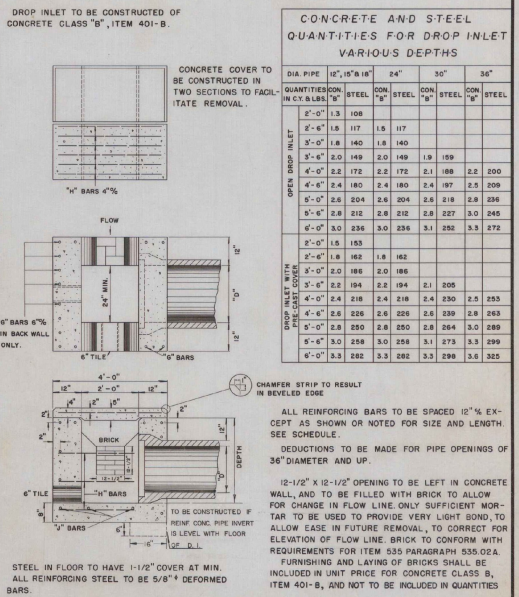 DROP INLET TO BE CONSTRUCTED OF
CONCRETE CLASS "B", ITEM 401-B.
CONCRETE COVER TO
BE CONSTRUCTED IN
TWO SECTIONS TO FACIL-
ITATE REMOVAL.
"H" BARS 4"%
FLOW
24" MIN.
12"
"D"
12"
6" BARS 6"%
IN BACK WALL
ONLY.
6" TILE
"G" BARS
4'-0"
12" 2'-0" 12"
4" 2" 5"
2"
2"
2"
CHAMFER STRIP TO RESULT
IN BEVELED EDGE
BRICK
12-1/2"
12-1/2"
12"
"D"
DEPTH
6" TILE
"H" BARS
8"
"J" BARS
6"
16"
TO BE CONSTRUCTED IF
REINF CONC. PIPE INVERT
IS LEVEL WITH FLOOR
OF D. I.
STEEL IN FLOOR TO HAVE 1-1/2" COVER AT MIN.
ALL REINFORCING STEEL TO BE 5/8" ϕ DEFORMED
BARS.
CONCRETE AND STEEL
QUANTITIES FOR DROP INLET
VARIOUS DEPTHS
DIA. PIPE 12", 15" & 18" 24" 30" 36"
QUANTITIES CON. STEEL CON. STEEL CON. STEEL CON. STEEL
IN C.Y. & LBS. "B" "B" "B" "B"
OPEN DROP INLET
2'-0" 1.3 108
2'-6" 1.5 117 1.5 117
3'-0" 1.8 140 1.8 140
3'-6" 2.0 149 2.0 149 1.9 159
4'-0" 2.2 172 2.2 172 2.1 188 2.2 200
4'-6" 2.4 180 2.4 180 2.4 197 2.5 209
5'-0" 2.6 204 2.6 204 2.6 218 2.8 236
5'-6" 2.8 212 2.8 212 2.8 227 3.0 245
6'-0" 3.0 236 3.0 236 3.1 252 3.3 272
DROP INLET WITH
PRE-CAST COVER
2'-0" 1.5 153
2'-6" 1.8 162 1.8 162
3'-0" 2.0 186 2.0 186
3'-6" 2.2 194 2.2 194 2.1 205
4'-0" 2.4 218 2.4 218 2.4 230 2.5 253
4'-6" 2.6 226 2.6 226 2.6 239 2.8 263
5'-0" 2.8 250 2.8 250 2.8 264 3.0 289
5'-6" 3.0 258 3.0 258 3.1 273 3.3 299
6'-0" 3.3 282 3.3 282 3.3 298 3.6 325
ALL REINFORCING BARS TO BE SPACED 12"% EX-
CEPT AS SHOWN OR NOTED FOR SIZE AND LENGTH.
SEE SCHEDULE.
DEDUCTIONS TO BE MADE FOR PIPE OPENINGS OF
36" DIAMETER AND UP.
12-1/2" X 12-1/2" OPENING TO BE LEFT IN CONCRETE
WALL, AND TO BE FILLED WITH BRICK TO ALLOW
FOR CHANGE IN FLOW LINE. ONLY SUFFICIENT MOR-
TAR TO BE USED TO PROVIDE VERY LIGHT BOND, TO
ALLOW EASE IN FUTURE REMOVAL, TO CORRECT FOR
ELEVATION OF FLOW LINE. BRICK TO CONFORM WITH
REQUIREMENTS FOR ITEM 535 PARAGRAPH 535.02A.
FURNISHING AND LAYING OF BRICKS SHALL BE
INCLUDED IN UNIT PRICE FOR CONCRETE CLASS B,
ITEM 401-B, AND NOT TO BE INCLUDED IN QUANTITIES